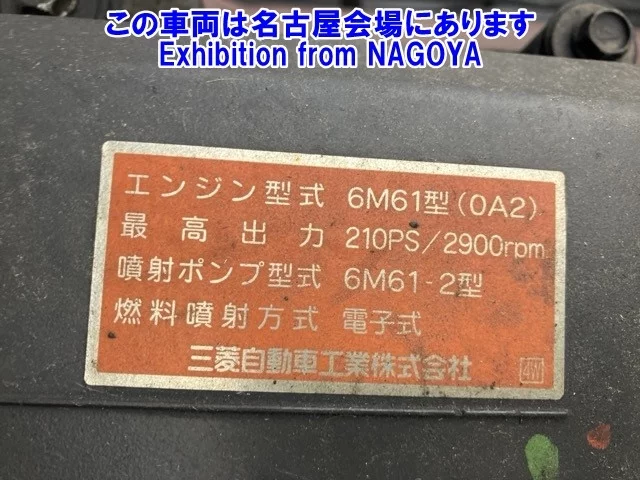 この車両は名古屋会場にあります
Exhibition from NAGOYA
エンジン型式 6M61型(0A2)
最高出力 210PS/2900rpm
噴射ポンプ型式 6M61-2型
燃料噴射方式 電子式
三菱自動車工業株式会社